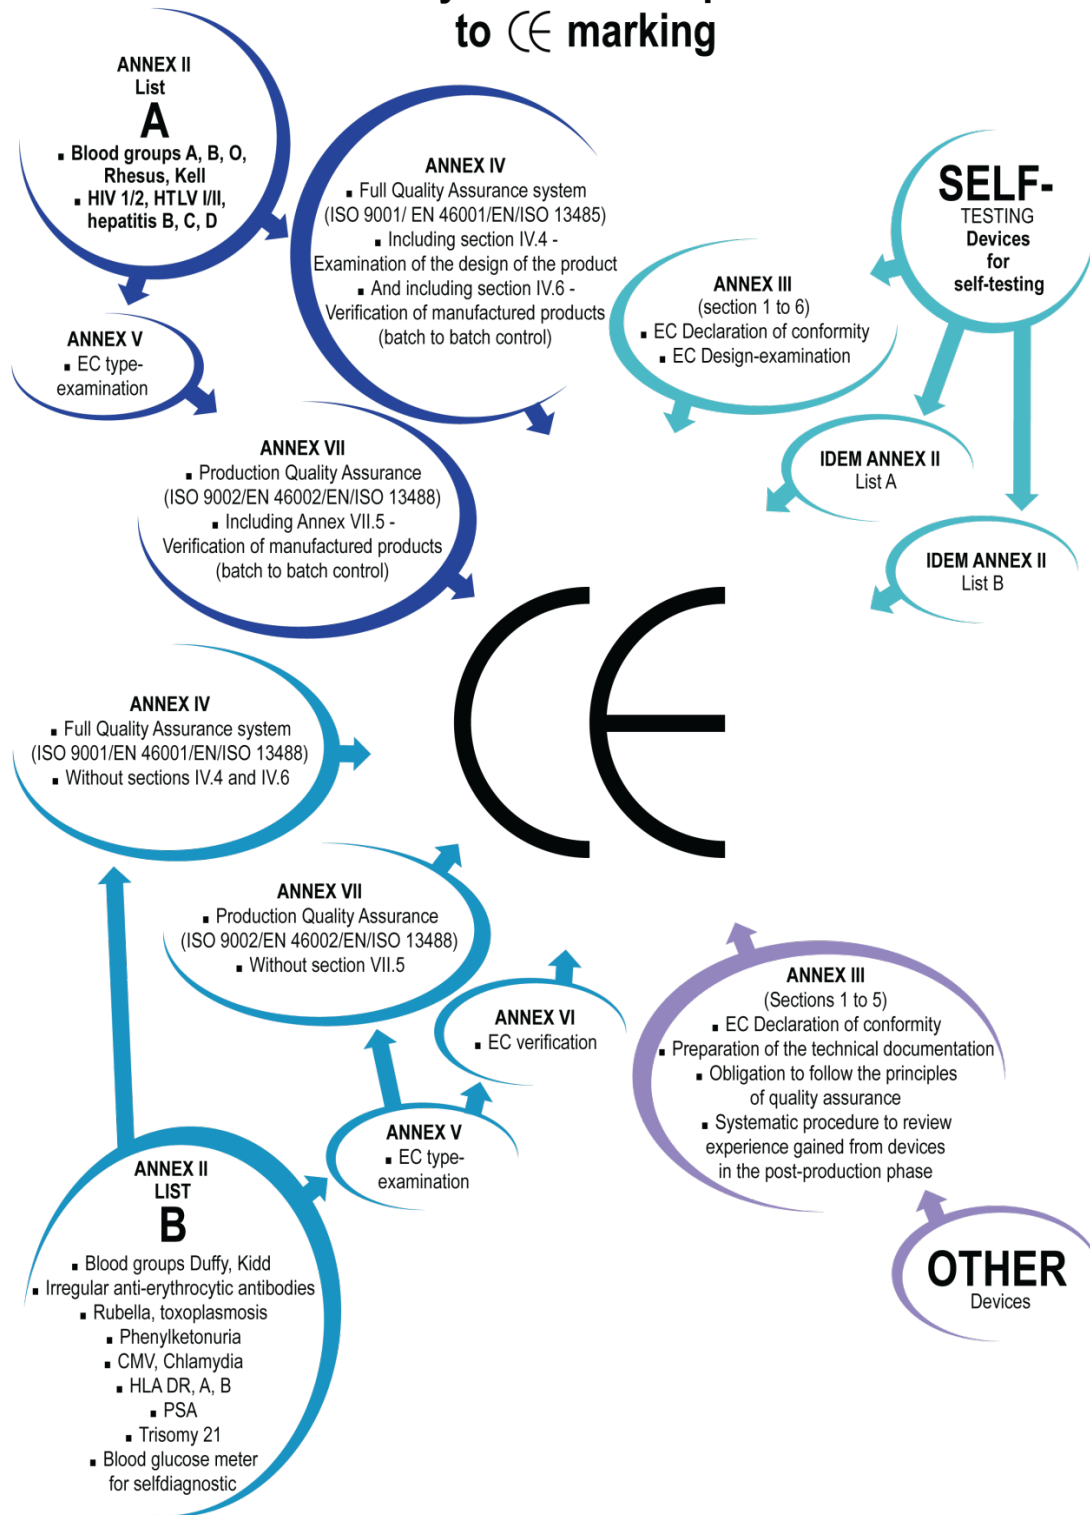 to CE marking
ANNEX II
List
A
▪ Blood groups A, B, O,
Rhesus, Kell
▪ HIV 1/2, HTLV I/II,
hepatitis B, C, D
ANNEX IV
▪ Full Quality Assurance system
(ISO 9001/ EN 46001/EN/ISO 13485)
▪ Including section IV.4 -
Examination of the design of the product
▪ And including section IV.6 -
Verification of manufactured products
(batch to batch control)
SELF-
TESTING
Devices
for
self-testing
ANNEX III
(section 1 to 6)
▪ EC Declaration of conformity
▪ EC Design-examination
ANNEX V
▪ EC type-
examination
ANNEX VII
▪ Production Quality Assurance
(ISO 9002/EN 46002/EN/ISO 13488)
▪ Including Annex VII.5 -
Verification of manufactured products
(batch to batch control)
IDEM ANNEX II
List A
IDEM ANNEX II
List B
CE
ANNEX IV
▪ Full Quality Assurance system
(ISO 9001/EN 46001/EN/ISO 13488)
▪ Without sections IV.4 and IV.6
ANNEX VII
▪ Production Quality Assurance
(ISO 9002/EN 46002/EN/ISO 13488)
▪ Without section VII.5
ANNEX VI
▪ EC verification
ANNEX V
▪ EC type-
examination
ANNEX III
(Sections 1 to 5)
▪ EC Declaration of conformity
▪ Preparation of the technical documentation
▪ Obligation to follow the principles
of quality assurance
▪ Systematic procedure to review
experience gained from devices
in the post-production phase
ANNEX II
LIST
B
▪ Blood groups Duffy, Kidd
▪ Irregular anti-erythrocytic antibodies
▪ Rubella, toxoplasmosis
▪ Phenylketonuria
▪ CMV, Chlamydia
▪ HLA DR, A, B
▪ PSA
▪ Trisomy 21
▪ Blood glucose meter
for selfdiagnostic
OTHER
Devices